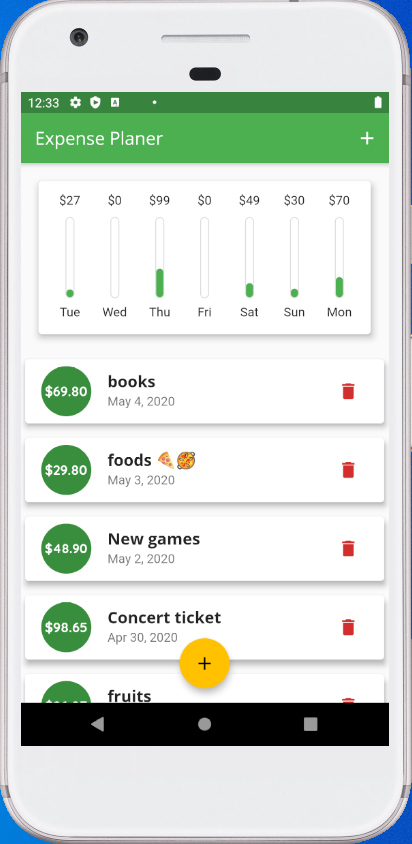 12:33
Expense Planer
$27 $0 $99 $0 $49 $30 $70
Tue Wed Thu Fri Sat Sun Mon
$69.80
books
May 4, 2020
$29.80
foods 🍕🥘
May 3, 2020
$48.90
New games
May 2, 2020
$98.65
Concert ticket
Apr 30, 2020
fruits